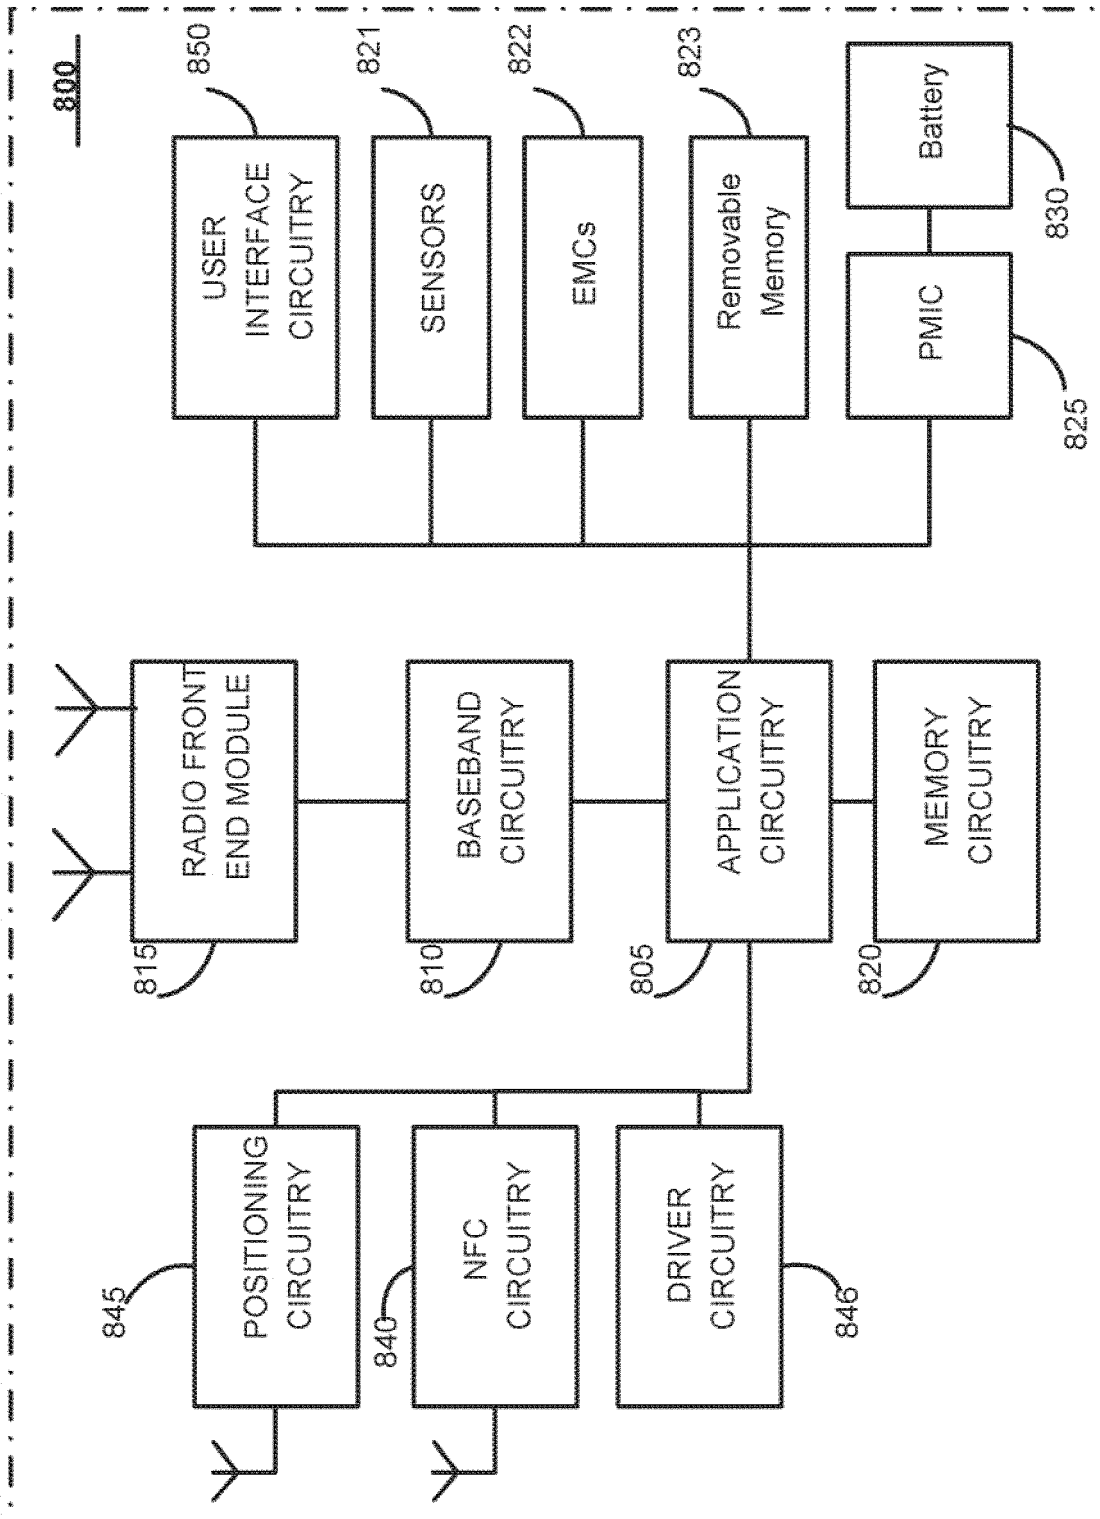 800
850
USER
INTERFACE
CIRCUITRY
821
SENSORS
822
EMCs
823
Removable
Memory
Battery
830
PMIC
825
RADIO FRONT
END MODULE
815
BASEBAND
CIRCUITRY
810
APPLICATION
CIRCUITRY
805
MEMORY
CIRCUITRY
820
POSITIONING
CIRCUITRY
845
NFC
CIRCUITRY
840
DRIVER
CIRCUITRY
846